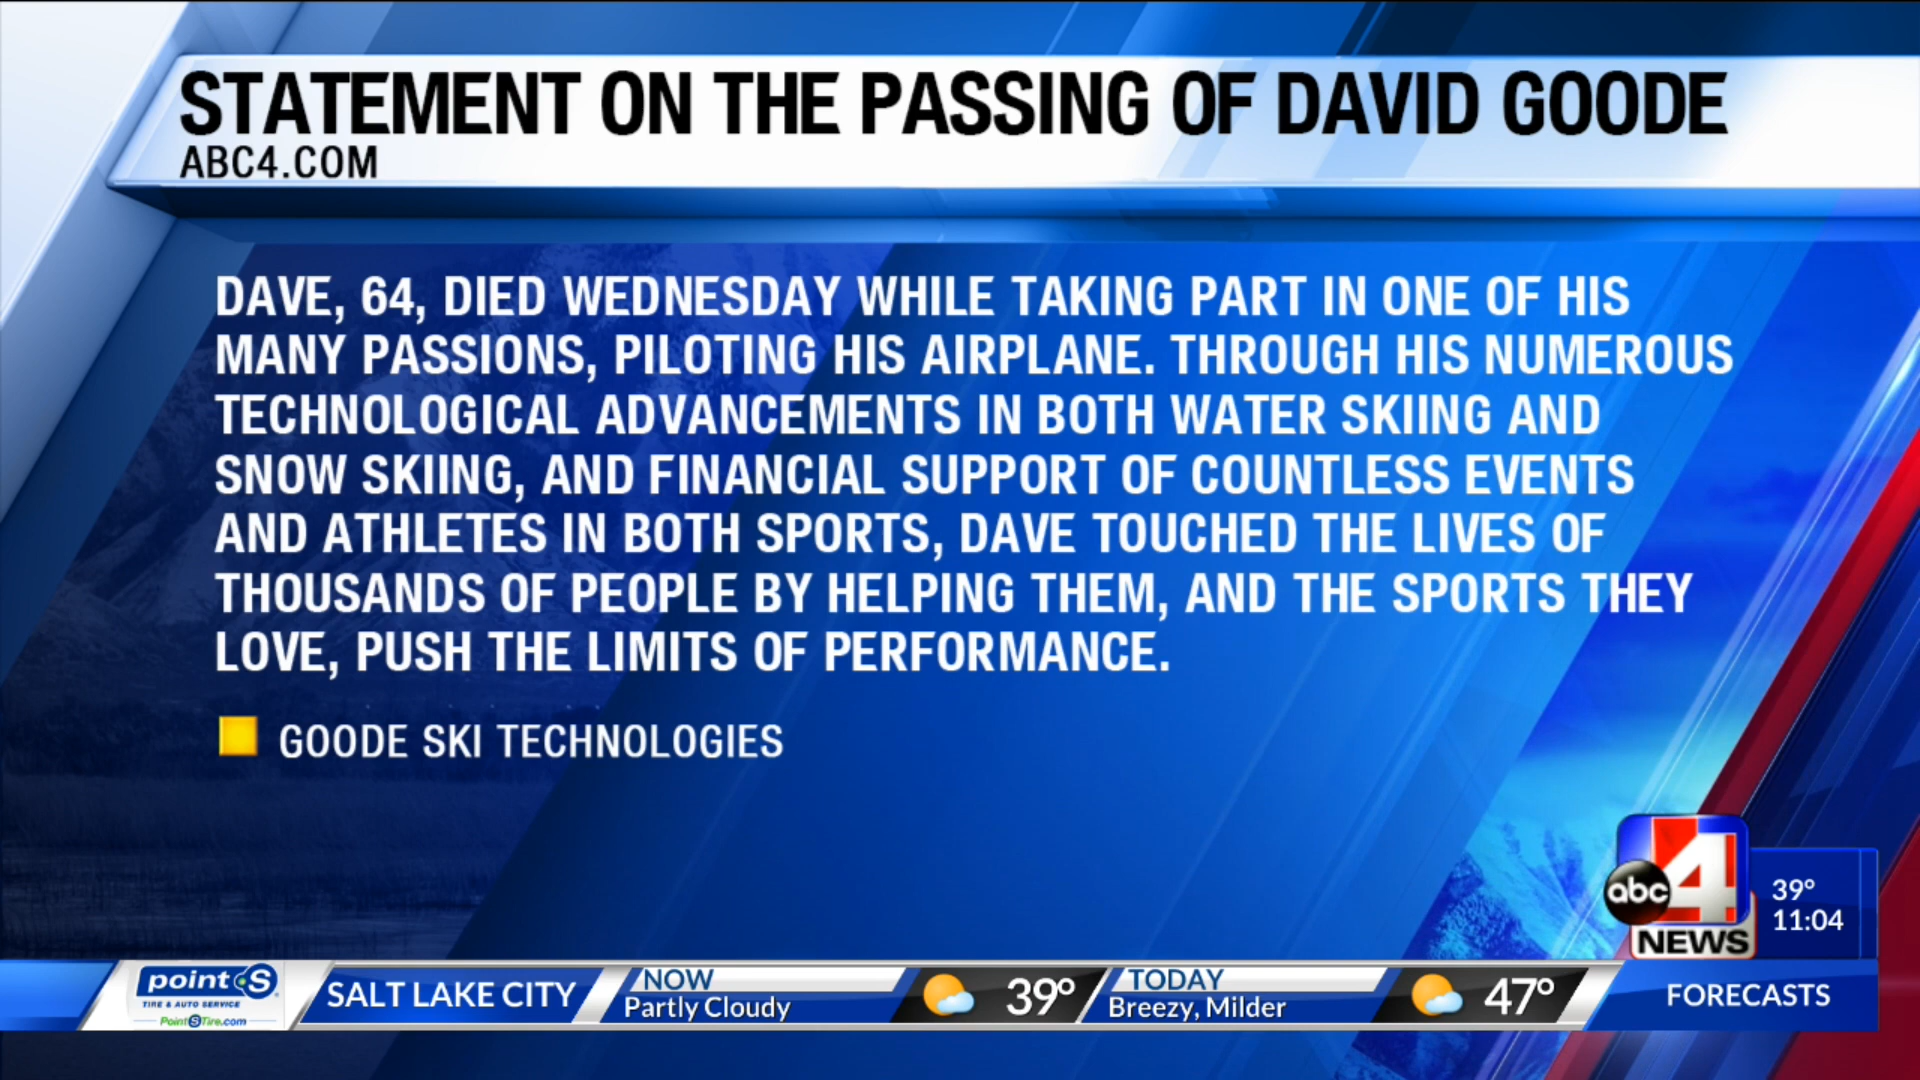 STATEMENT ON THE PASSING OF DAVID GOODE
ABC4.COM
DAVE, 64, DIED WEDNESDAY WHILE TAKING PART IN ONE OF HIS
MANY PASSIONS, PILOTING HIS AIRPLANE. THROUGH HIS NUMEROUS
TECHNOLOGICAL ADVANCEMENTS IN BOTH WATER SKIING AND
SNOW SKIING, AND FINANCIAL SUPPORT OF COUNTLESS EVENTS
AND ATHLETES IN BOTH SPORTS, DAVE TOUCHED THE LIVES OF
THOUSANDS OF PEOPLE BY HELPING THEM, AND THE SPORTS THEY
LOVE, PUSH THE LIMITS OF PERFORMANCE.
GOODE SKI TECHNOLOGIES
abc 4
NEWS
39°
11:04
point S
TIRE & AUTO SERVICE
PointSTire.com
SALT LAKE CITY
NOW
Partly Cloudy
39°
TODAY
Breezy, Milder
47°
FORECASTS